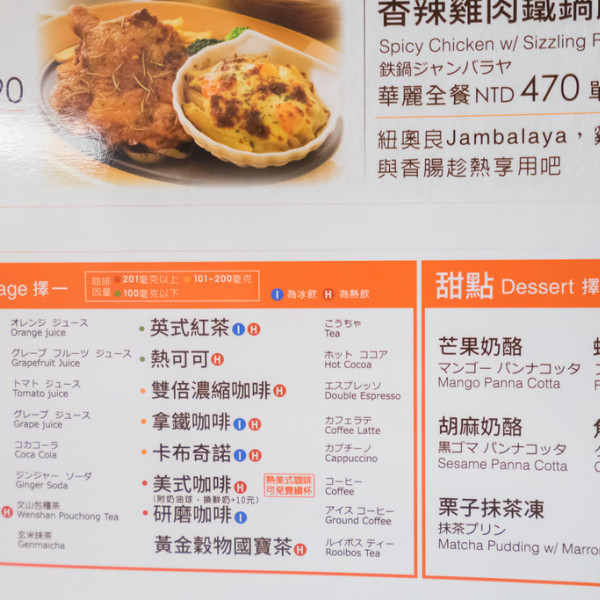 香辣雞肉鐵鍋
Spicy Chicken w/ Sizzling
鉄鍋ジャンバラヤ
90
華麗全餐 NTD 470 單
紐奧良Jambalaya，
與香腸趁熱享用吧
age 擇一
咖啡因量 201毫克以上 101~200毫克
100毫克以下
I 為冰飲 H 為熱飲
オレンジ ジュース
Orange juice
グレープ フルーツ ジュース
Grapefruit Juice
トマト ジュース
Tomato juice
グレープ ジュース
Grape juice
コカコーラ
Coca Cola
ジンジャー ソーダ
Ginger Soda
H 文山包種茶
Wenshan Pouchong Tea
玄米抹茶
Genmaicha
英式紅茶 I H
こうちゃ
Tea
熱可可 H
ホット ココア
Hot Cocoa
雙倍濃縮咖啡 H
エスプレッソ
Double Espresso
拿鐵咖啡 I H
カフェラテ
Coffee Latte
卡布奇諾 I H
カプチーノ
Cappuccino
美式咖啡 H
(附奶油球，換鮮奶+10元)
熱美式咖啡
可免費續杯
コーヒー
Coffee
研磨咖啡 I
アイス コーヒー
Ground Coffee
黃金穀物國寶茶 H
ルイボス ティー
Rooibos Tea
甜點 Dessert 擇
芒果奶酪
マンゴー パンナコッタ
Mango Panna Cotta
胡麻奶酪
黒ゴマ パンナコッタ
Sesame Panna Cotta
栗子抹茶凍
抹茶プリン
Matcha Pudding w/ Marron